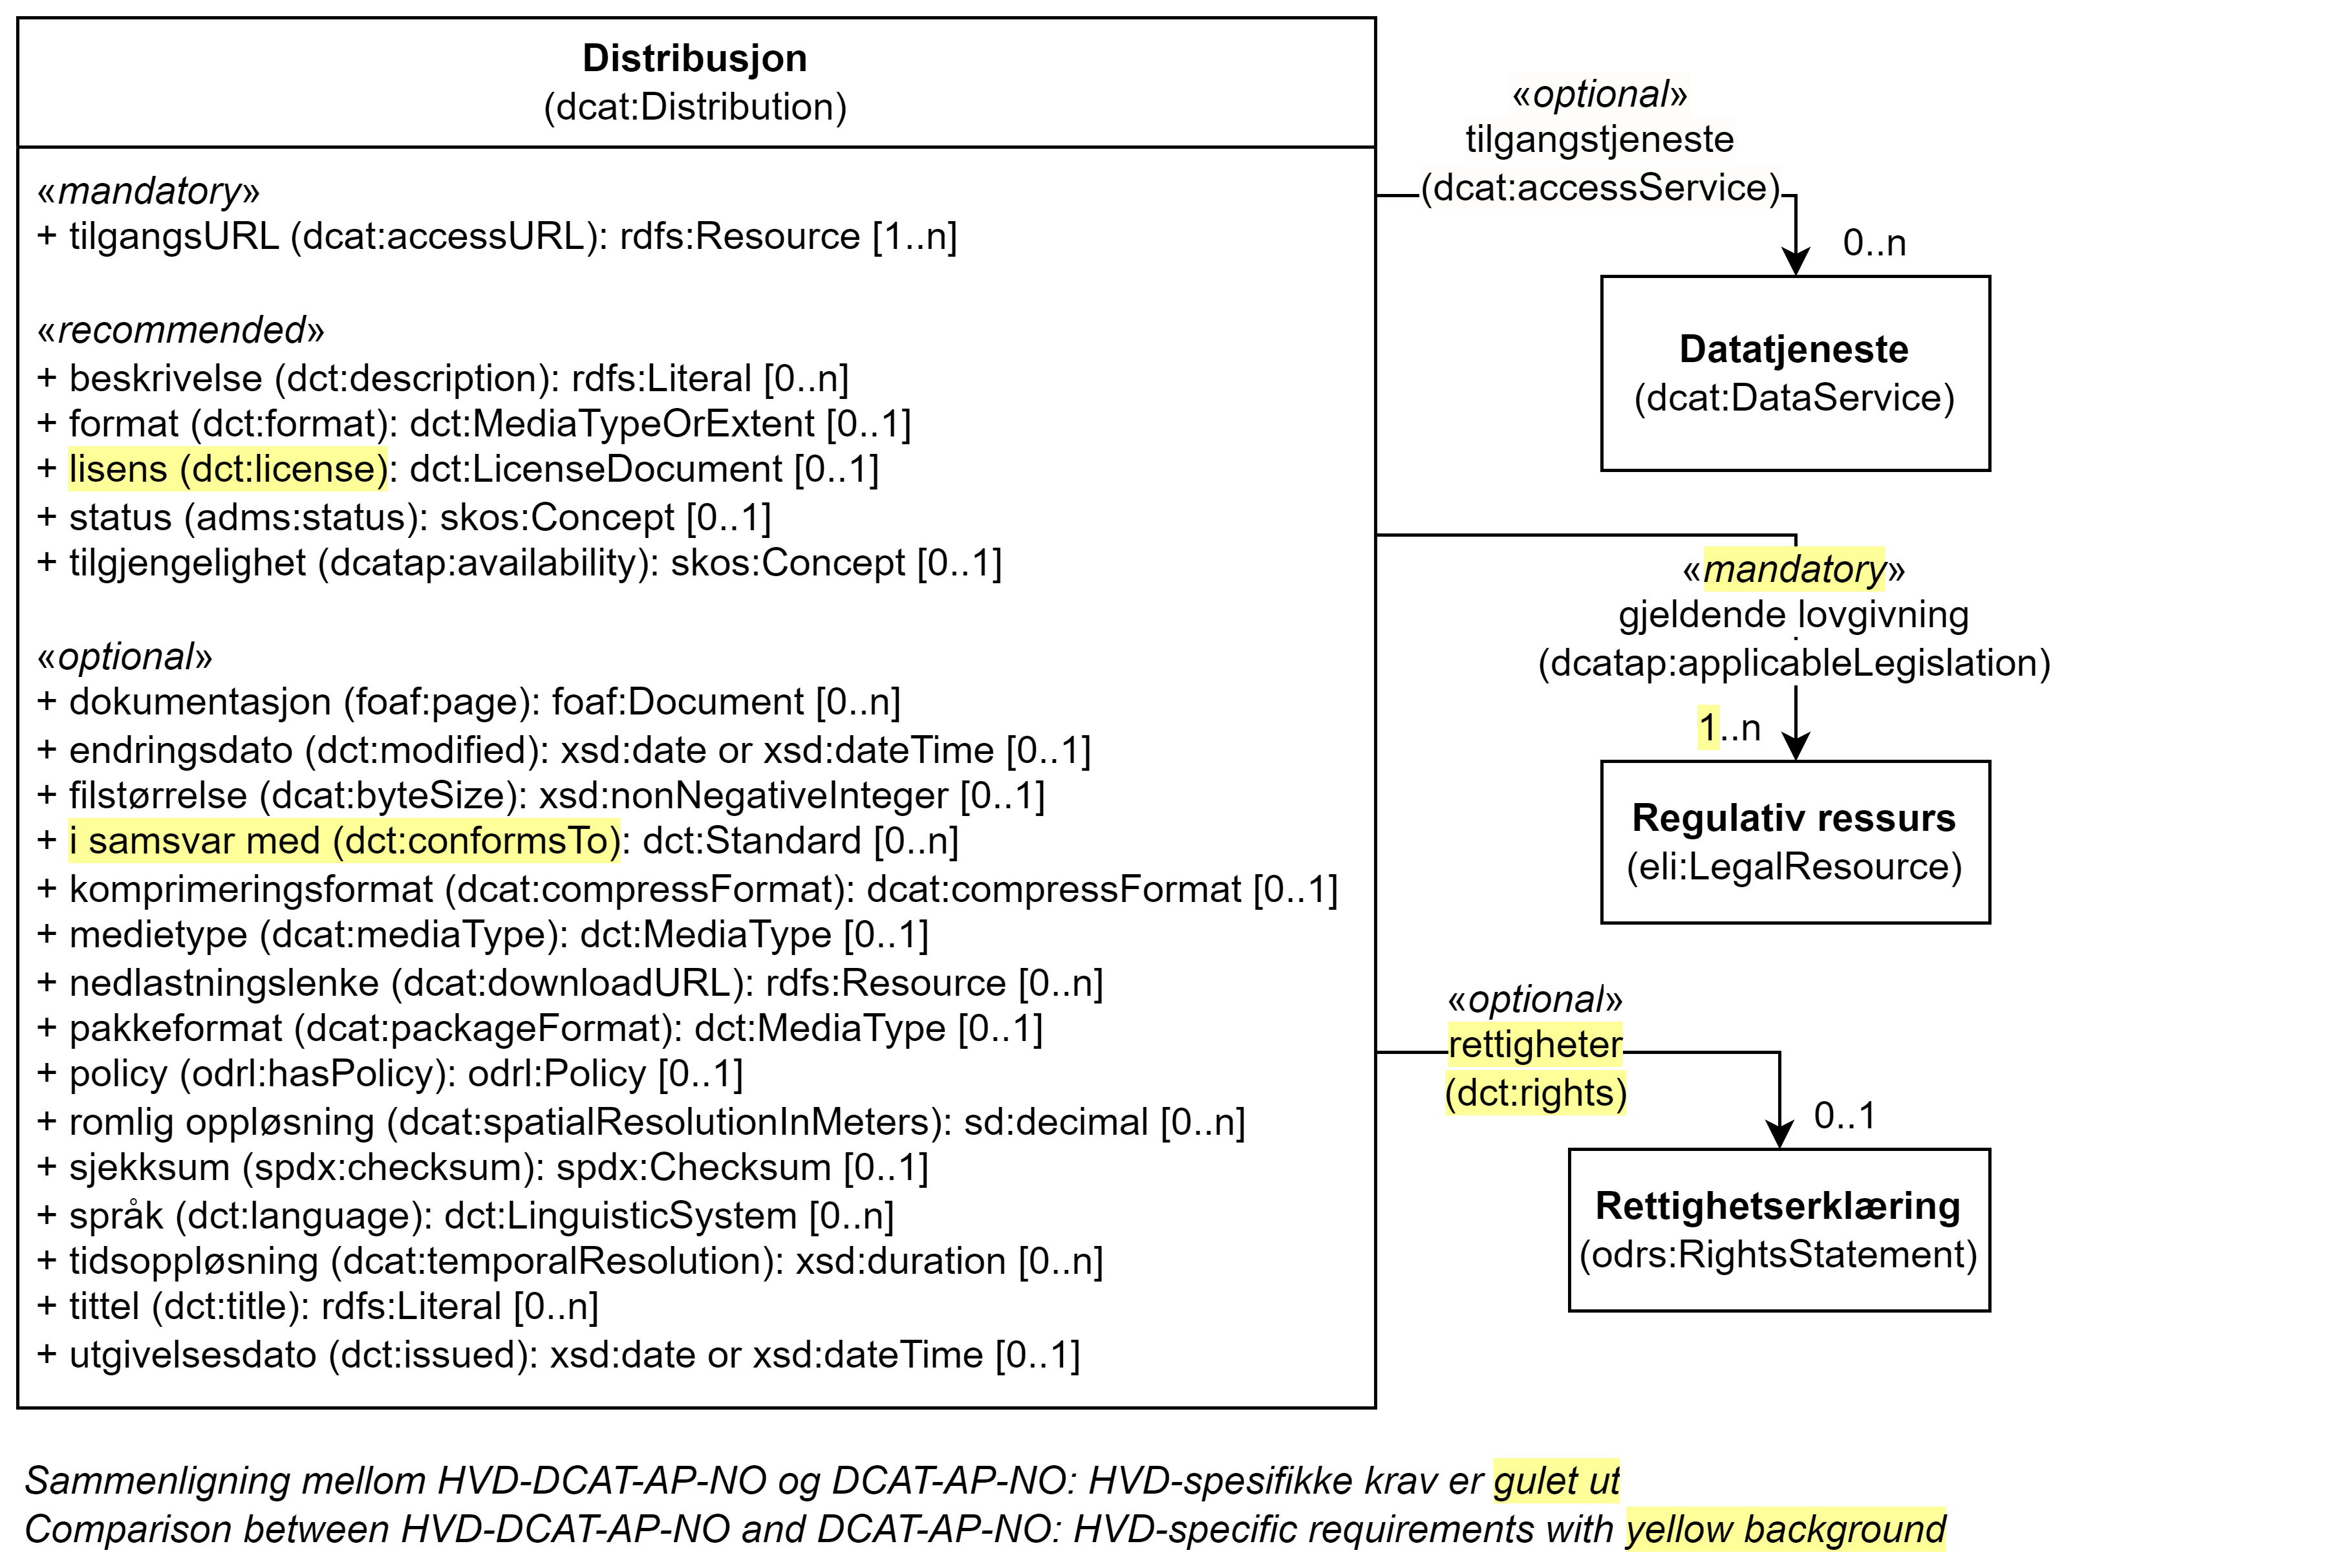 Distribusjon
(dcat:Distribution)
«mandatory»
+ tilgangsURL (dcat:accessURL): rdfs:Resource [1..n]
«recommended»
+ beskrivelse (dct:description): rdfs:Literal [0..n]
+ format (dct:format): dct:MediaTypeOrExtent [0..1]
+ lisens (dct:license): dct:LicenseDocument [0..1]
+ status (adms:status): skos:Concept [0..1]
+ tilgjengelighet (dcatap:availability): skos:Concept [0..1]
«optional»
+ dokumentasjon (foaf:page): foaf:Document [0..n]
+ endringsdato (dct:modified): xsd:date or xsd:dateTime [0..1]
+ filstørrelse (dcat:byteSize): xsd:nonNegativeInteger [0..1]
+ i samsvar med (dct:conformsTo): dct:Standard [0..n]
+ komprimeringsformat (dcat:compressFormat): dcat:compressFormat [0..1]
+ medietype (dcat:mediaType): dct:MediaType [0..1]
+ nedlastningslenke (dcat:downloadURL): rdfs:Resource [0..n]
+ pakkeformat (dcat:packageFormat): dct:MediaType [0..1]
+ policy (odrl:hasPolicy): odrl:Policy [0..1]
+ romlig oppløsning (dcat:spatialResolutionInMeters): sd:decimal [0..n]
+ sjekksum (spdx:checksum): spdx:Checksum [0..1]
+ språk (dct:language): dct:LinguisticSystem [0..n]
+ tidsoppløsning (dcat:temporalResolution): xsd:duration [0..n]
+ tittel (dct:title): rdfs:Literal [0..n]
+ utgivelsesdato (dct:issued): xsd:date or xsd:dateTime [0..1]
«optional»
tilgangstjeneste
(dcat:accessService)
0..n
Datatjeneste
(dcat:DataService)
«mandatory»
gjeldende lovgivning
(dcatap:applicableLegislation)
1..n
Regulativ ressurs
(eli:LegalResource)
«optional»
rettigheter
(dct:rights)
0..1
Rettighetserklæring
(odrs:RightsStatement)
Sammenligning mellom HVD-DCAT-AP-NO og DCAT-AP-NO: HVD-spesifikke krav er gulet ut
Comparison between HVD-DCAT-AP-NO and DCAT-AP-NO: HVD-specific requirements with yellow background